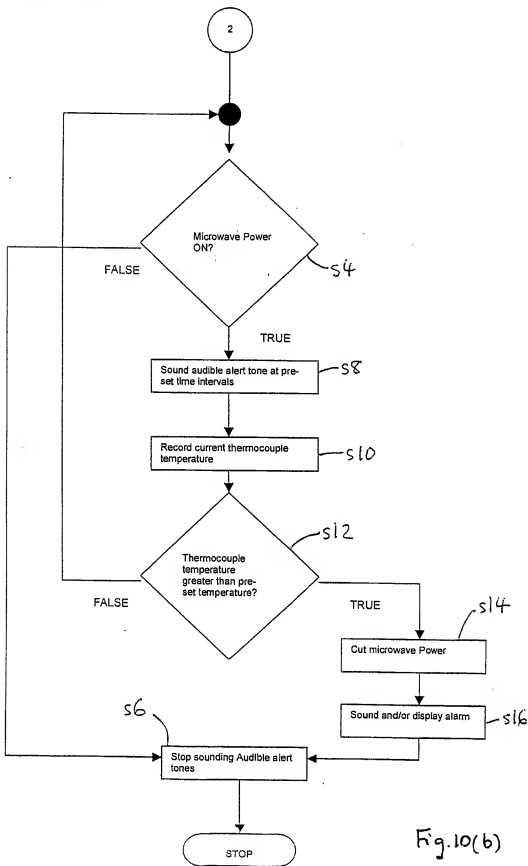 2
Microwave Power
ON?
s4
FALSE
TRUE
Sound audible alert tone at pre-
set time intervals
s8
Record current thermocouple
temperature
s10
s12
Thermocouple
temperature
greater than pre-
set temperature?
FALSE
TRUE
s14
Cut microwave Power
Sound and/or display alarm
s16
s6
Stop sounding Audible alert
tones
STOP
Fig.10(b)